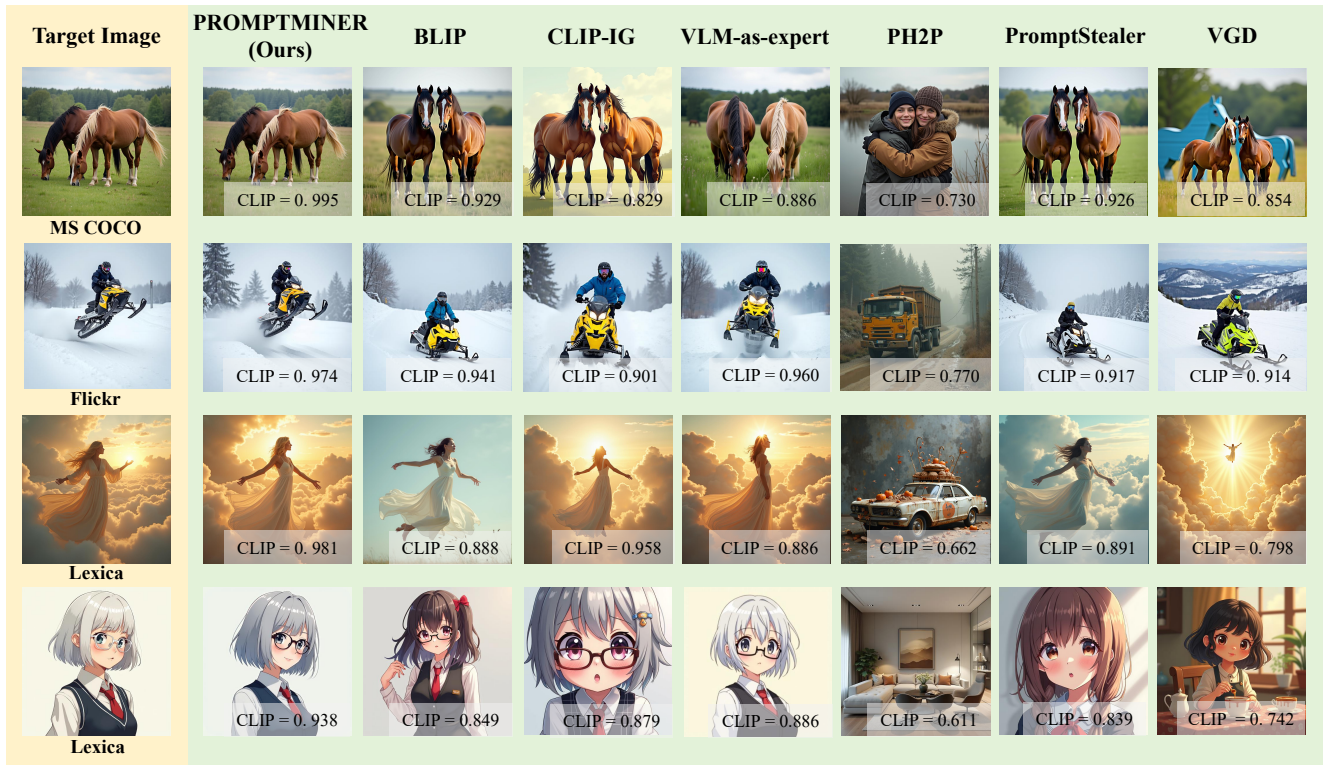 Target Image
PROMPTMINER
(Ours)
BLIP
CLIP-IG
VLM-as-expert
PH2P
PromptStealer
VGD
CLIP = 0. 995
CLIP = 0.929
CLIP = 0.829
CLIP = 0.886
CLIP = 0.730
CLIP = 0.926
CLIP = 0. 854
MS COCO
CLIP = 0. 974
CLIP = 0.941
CLIP = 0.901
CLIP = 0.960
CLIP = 0.770
CLIP = 0.917
CLIP = 0. 914
Flickr
CLIP = 0. 981
CLIP = 0.888
CLIP = 0.958
CLIP = 0.886
CLIP = 0.662
CLIP = 0.891
CLIP = 0. 798
Lexica
CLIP = 0.938
CLIP = 0.849
CLIP = 0.879
CLIP = 0.886
CLIP = 0.611
CLIP = 0.839
CLIP = 0. 742
Lexica